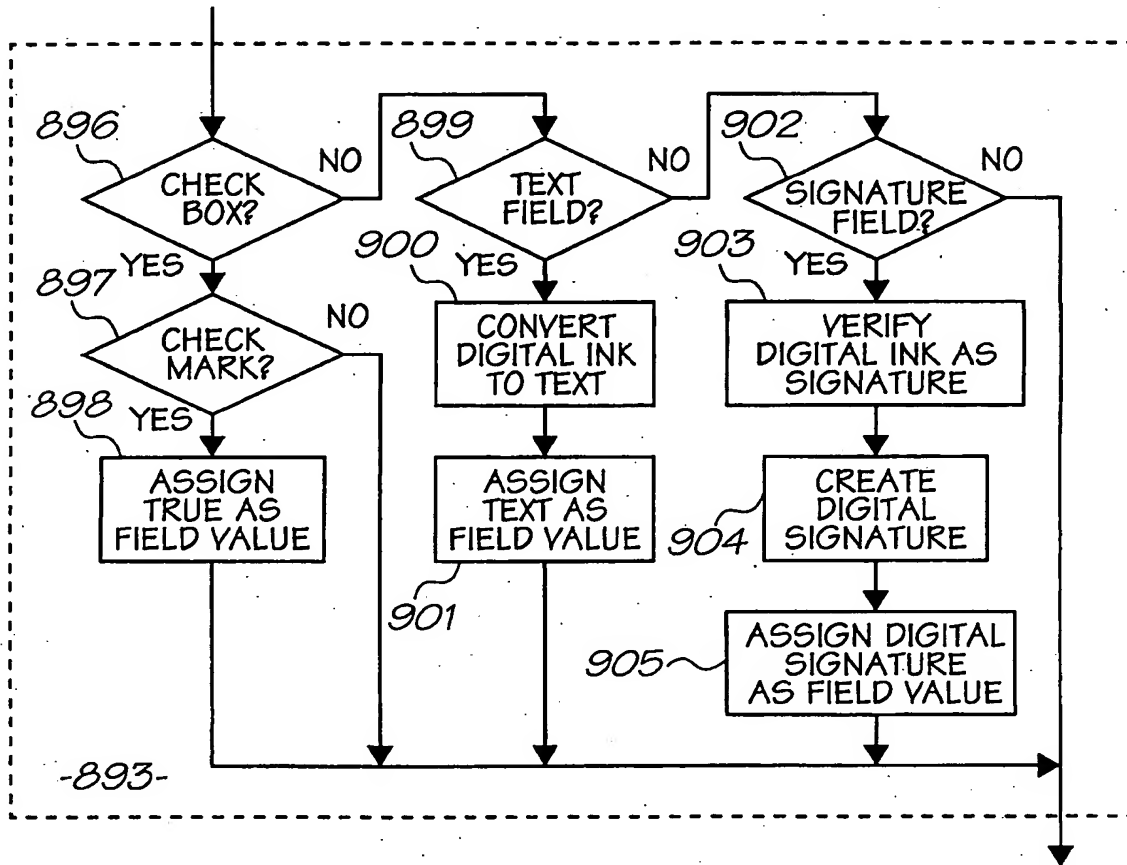 896
CHECK
BOX?
NO
YES
899
TEXT
FIELD?
NO
YES
902
SIGNATURE
FIELD?
NO
YES
897
CHECK
MARK?
NO
YES
900
CONVERT
DIGITAL INK
TO TEXT
903
VERIFY
DIGITAL INK AS
SIGNATURE
898
ASSIGN
TRUE AS
FIELD VALUE
ASSIGN
TEXT AS
FIELD VALUE
901
CREATE
DIGITAL
SIGNATURE
904
905
ASSIGN DIGITAL
SIGNATURE
AS FIELD VALUE
-893-